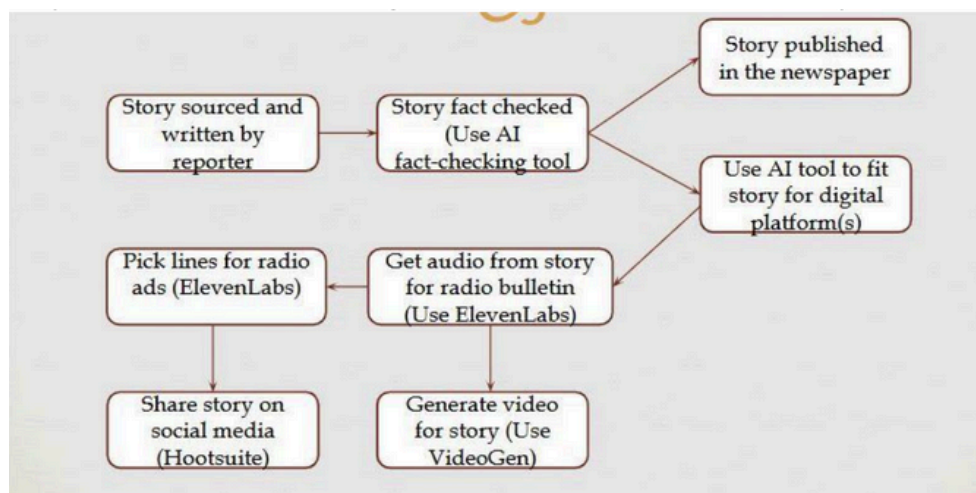 Story published
in the newspaper
Story sourced and
written by
reporter
Story fact checked
(Use AI
fact-checking tool
Use AI tool to fit
story for digital
platform(s)
Pick lines for radio
ads (ElevenLabs)
Get audio from story
for radio bulletin
(Use ElevenLabs)
Share story on
social media
(Hootsuite)
Generate video
for story (Use
VideoGen)